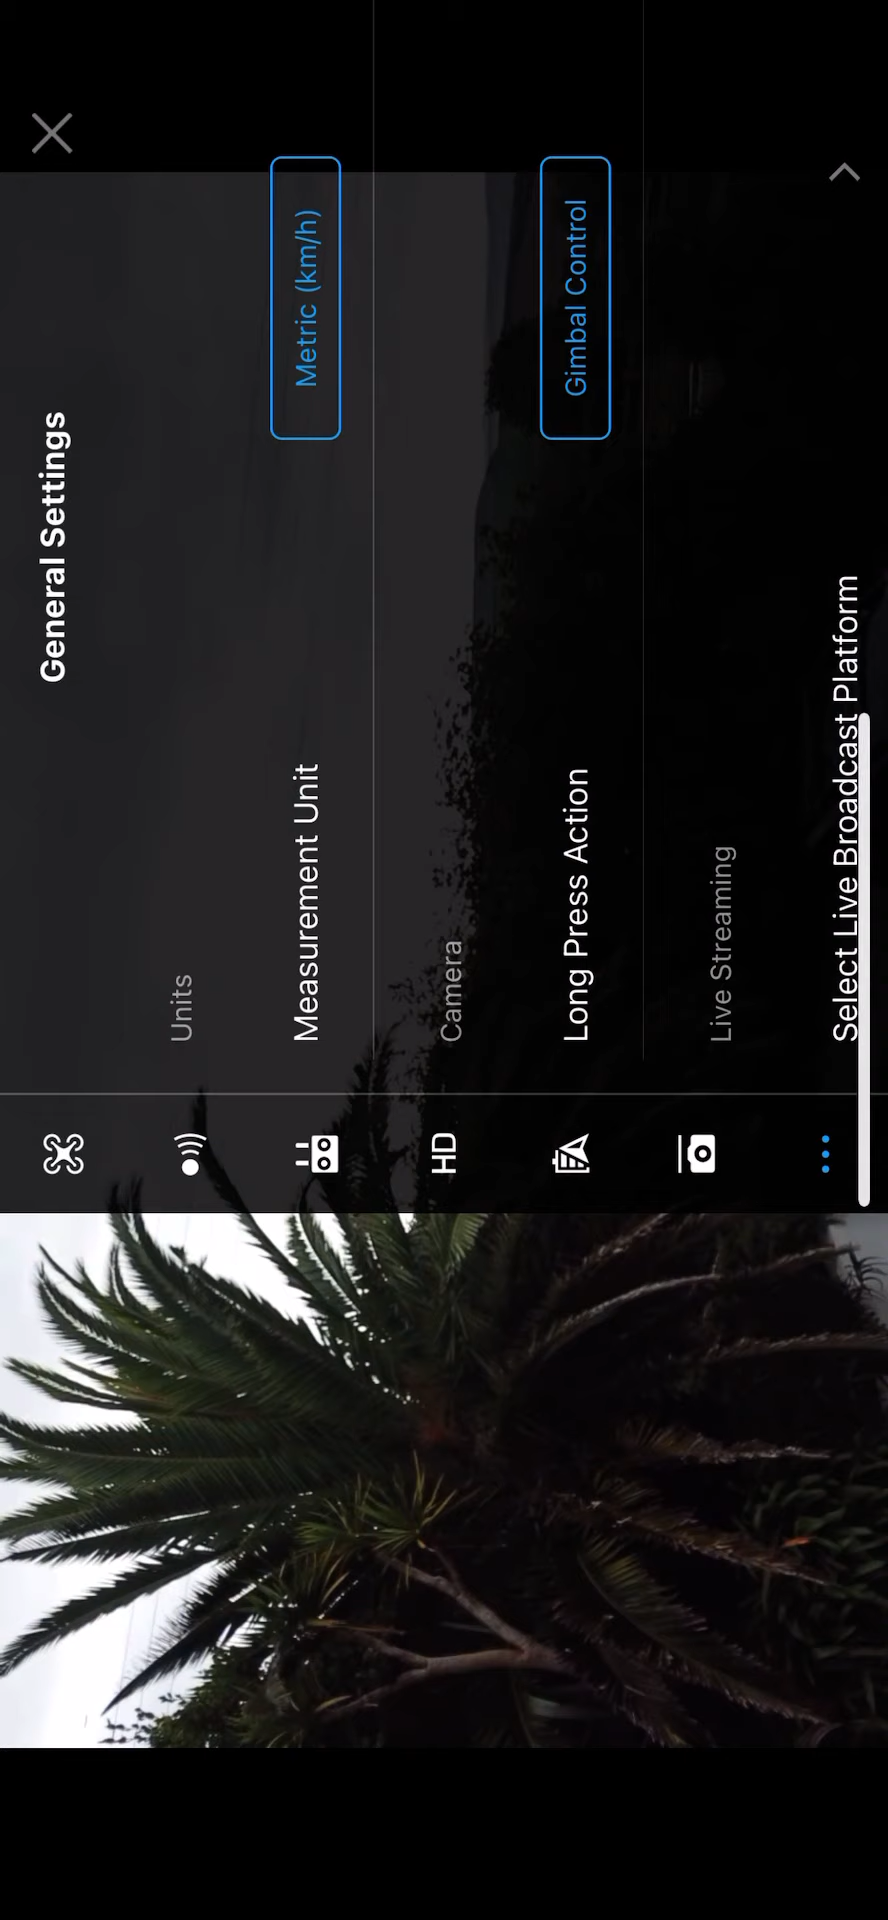 General Settings
Units
Measurement Unit
Metric (km/h)
Camera
Long Press Action
Gimbal Control
Live Streaming
Select Live Broadcast Platform
HD